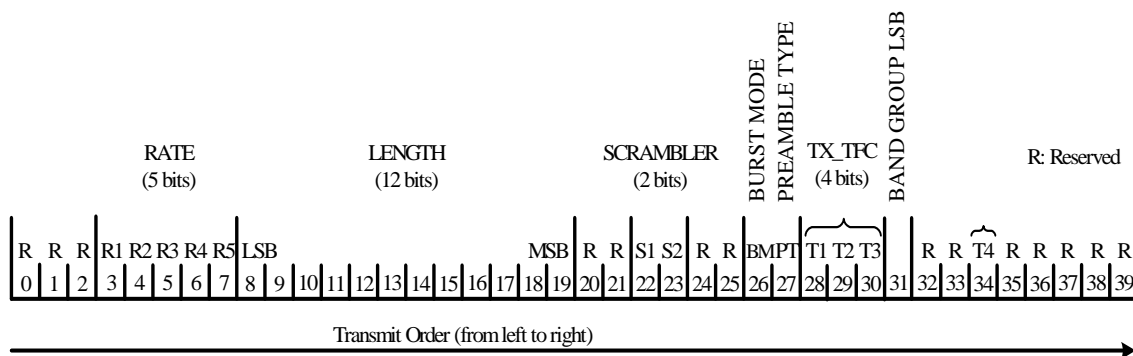 BURST MODE
PREAMBLE TYPE
BAND GROUP LSB
RATE LENGTH SCRAMBLER TX_TFC R: Reserved
(5 bits) (12 bits) (2 bits) (4 bits)
R R R R1 R2 R3 R4 R5 LSB MSB R R S1 S2 R R BM PT T1 T2 T3 R R T4 R R R R R
0 1 2 3 4 5 6 7 8 9 10 11 12 13 14 15 16 17 18 19 20 21 22 23 24 25 26 27 28 29 30 31 32 33 34 35 36 37 38 39
Transmit Order (from left to right)